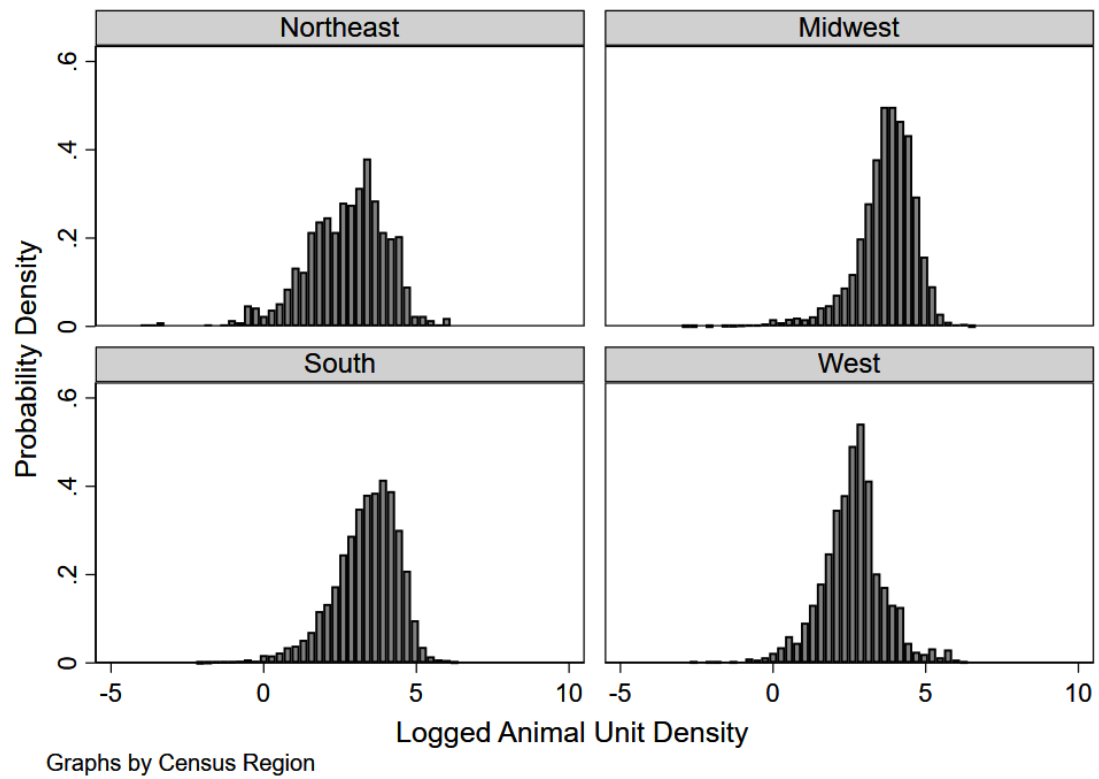 Northeast
Midwest
.6
.4
.2
0
South
West
.6
.4
.2
0
-5 0 5 10
-5 0 5 10
Probability Density
Logged Animal Unit Density
Graphs by Census Region